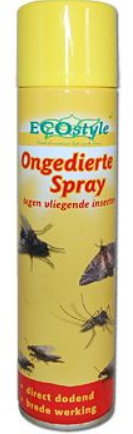 ECOstyle
Ongedierte
Spray
tegen vliegende insecten
• direct dodend
• brede werking